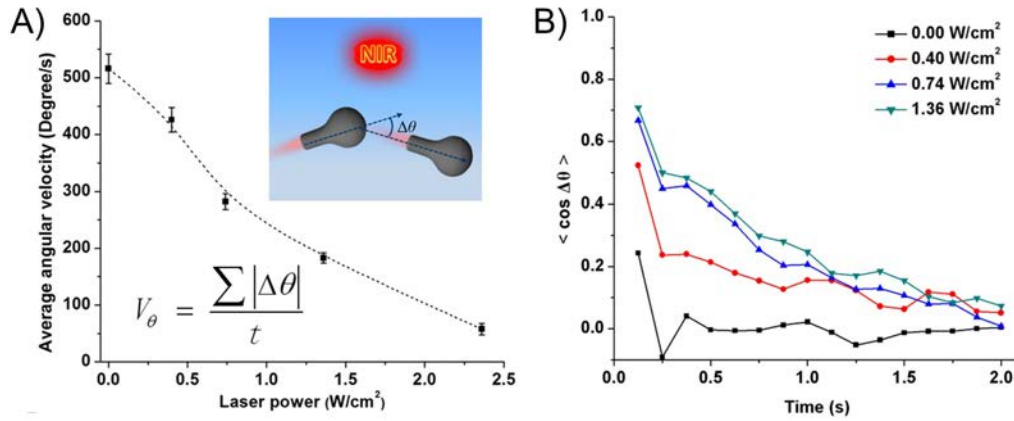 A)
600
500
400
300
200
100
0
Average angular velocity (Degree/s)
NIR
Δθ
V_θ = ∑|Δθ| / t
0.0 0.5 1.0 1.5 2.0 2.5
Laser power (W/cm²)
B)
1.0
0.8
0.6
0.4
0.2
0.0
< cos Δθ >
0.00 W/cm²
0.40 W/cm²
0.74 W/cm²
1.36 W/cm²
0.0 0.5 1.0 1.5 2.0
Time (s)